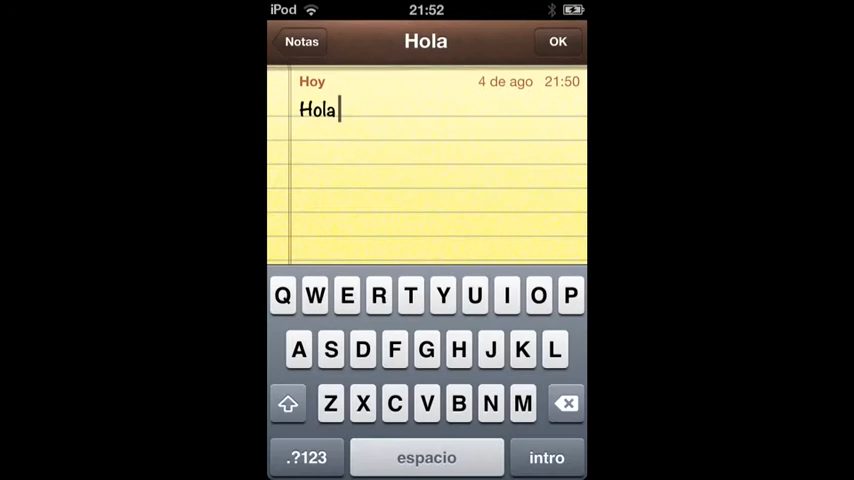 iPod 21:52
Notas Hola OK
Hoy 4 de ago 21:50
Hola
Q W E R T Y U I O P
A S D F G H J K L
Z X C V B N M
.?123 espacio intro